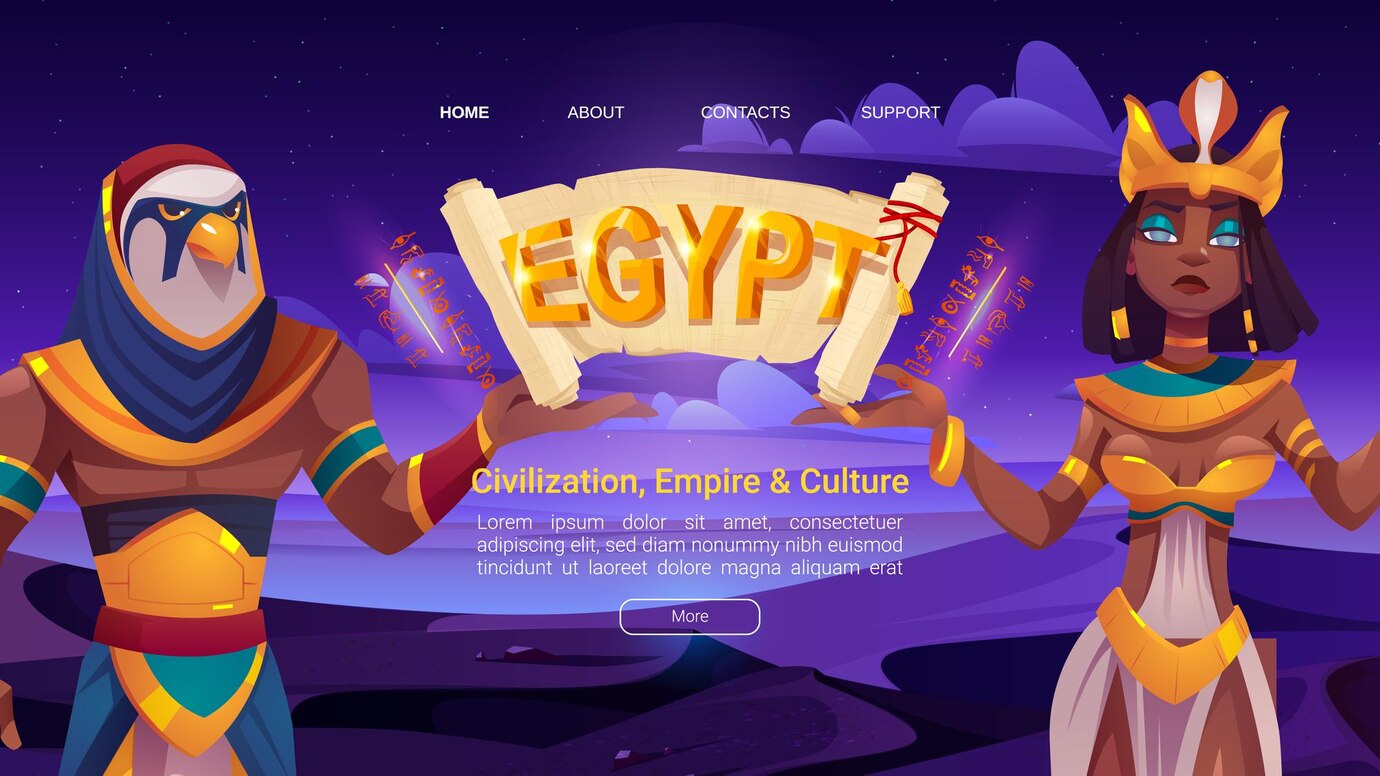 HOME ABOUT CONTACTS SUPPORT
EGYPT
Civilization, Empire & Culture
Lorem ipsum dolor sit amet, consectetuer
adipiscing elit, sed diam nonummy nibh euismod
tincidunt ut laoreet dolore magna aliquam erat
More